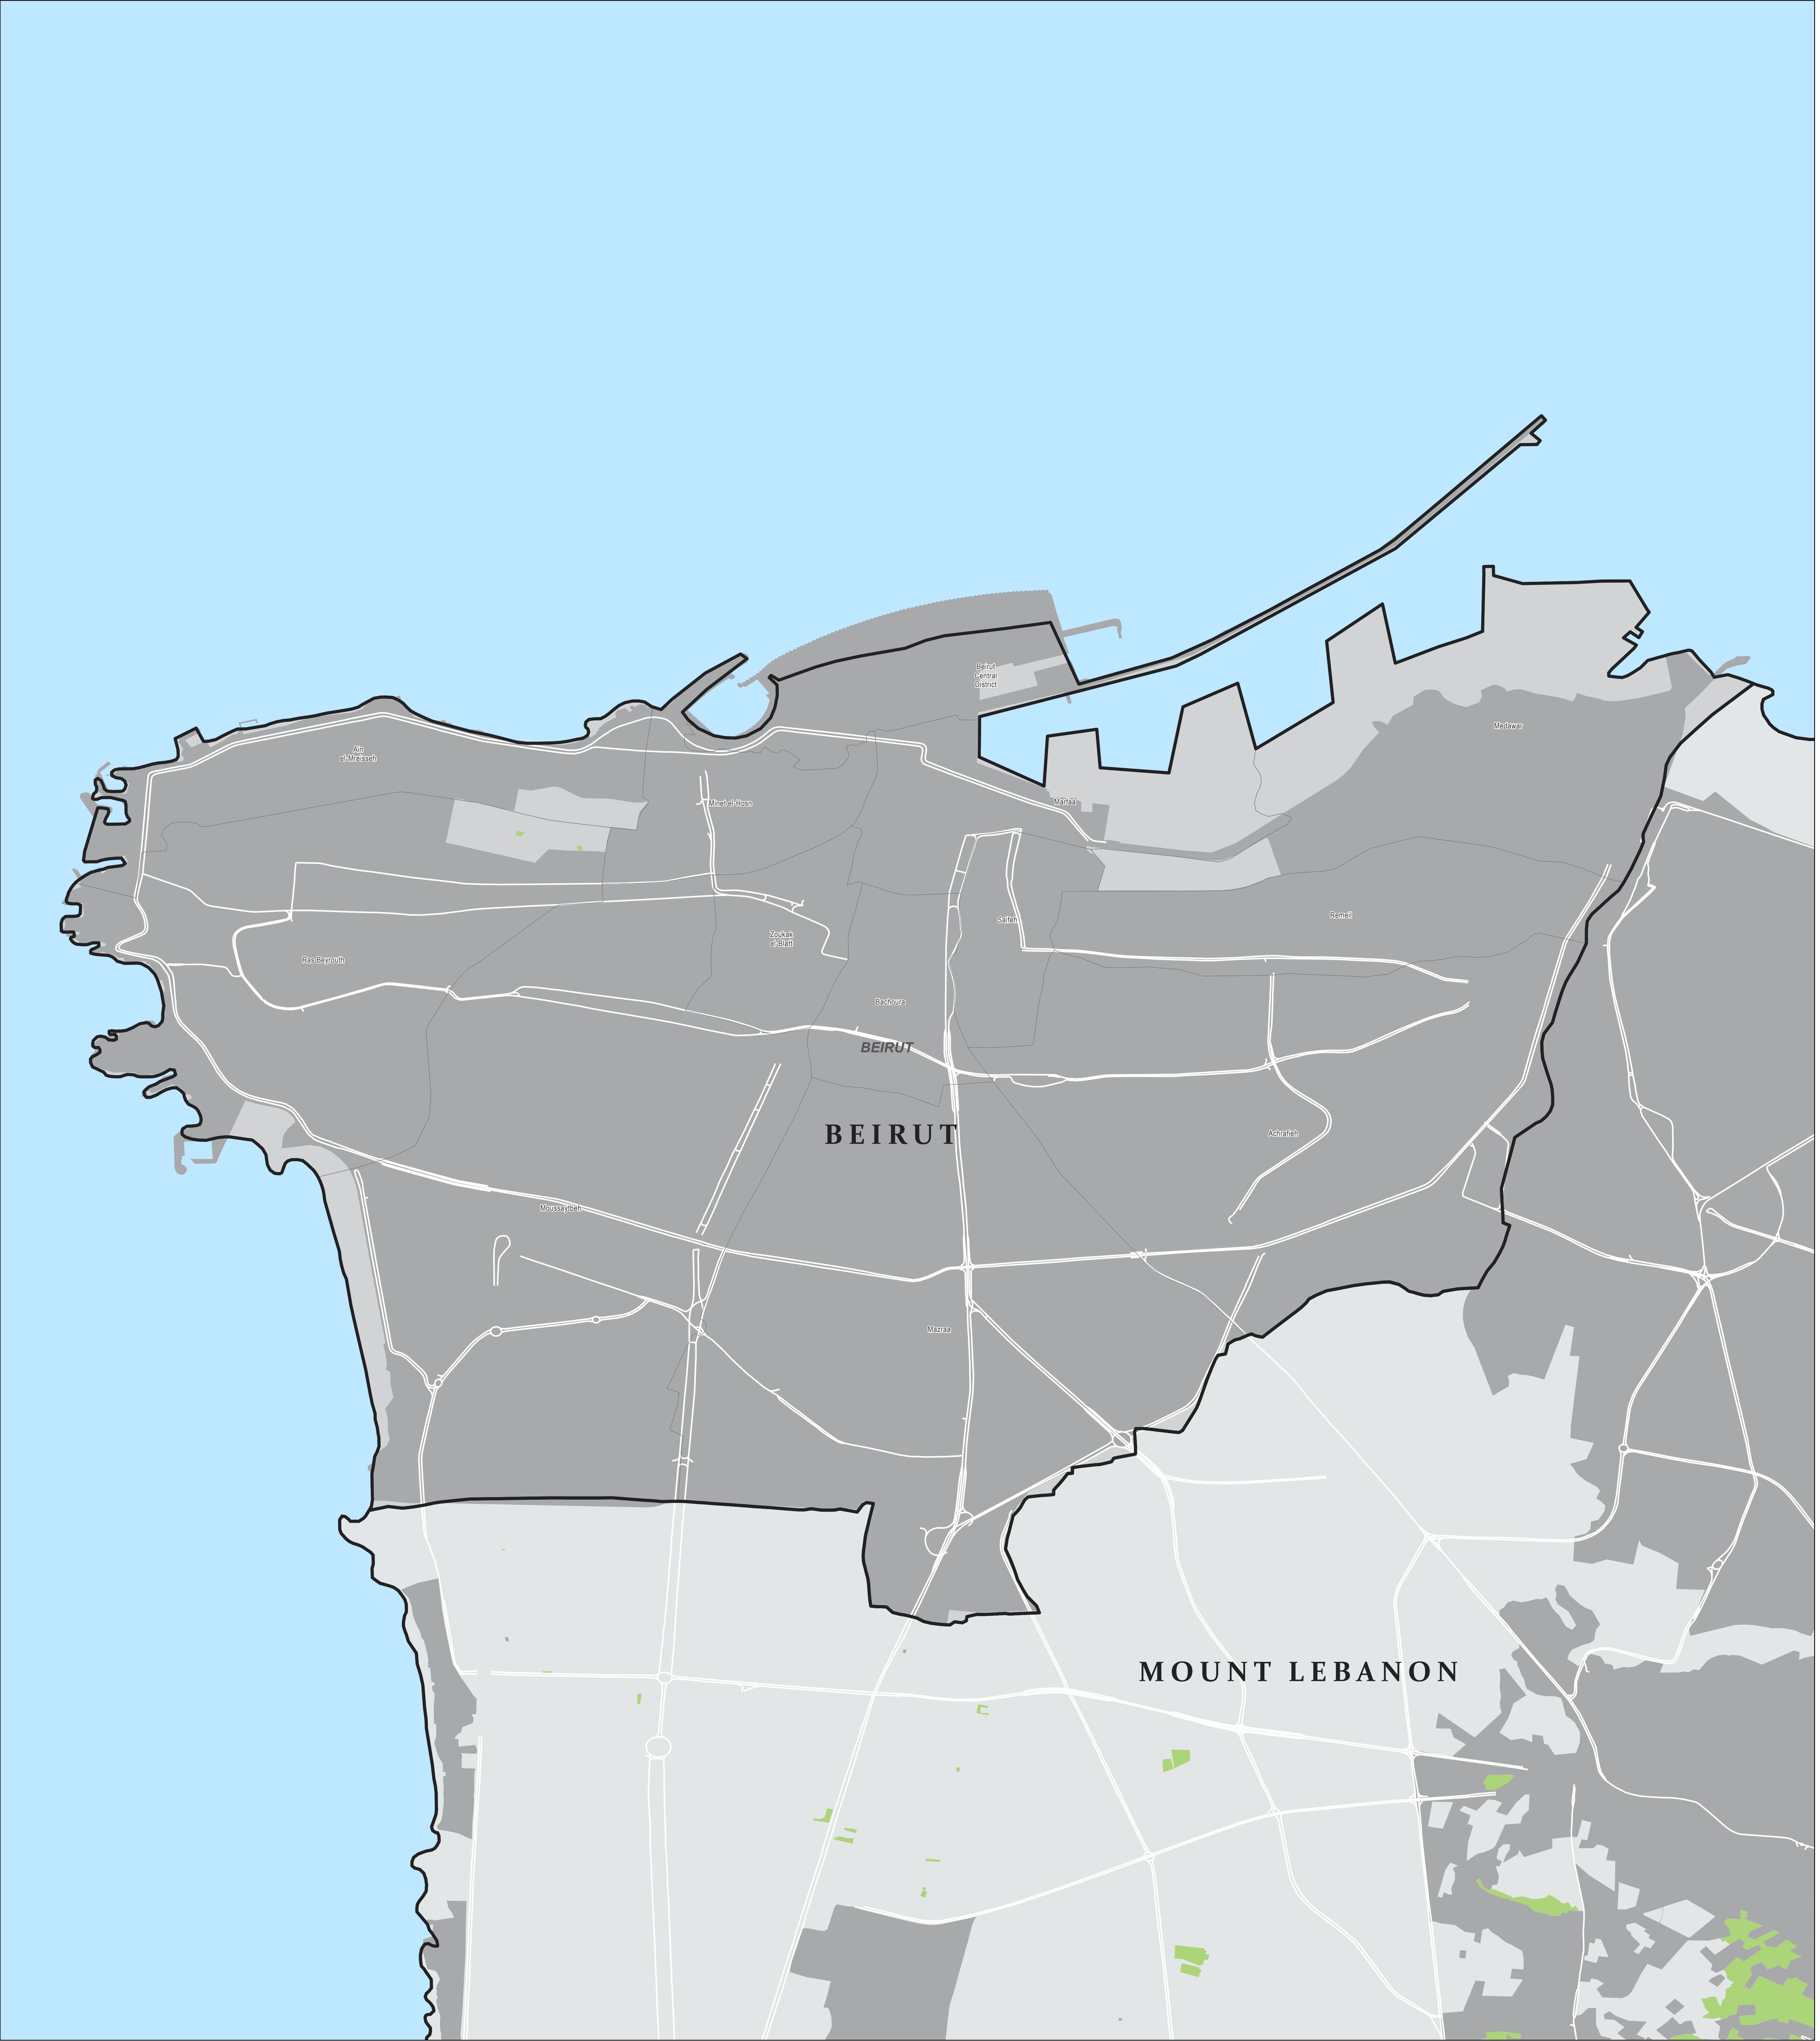 Beirut
Central
District
Medawar
Ain
el-Mreisseh
Minet el-Hosn
Marfaa
Rameil
Saifeh
Zoukak
el-Blatt
Ras Beyrouth
Bachoura
BEIRUT
BEIRUT
Achrafieh
Moussaytbeh
Mazraa
MOUNT LEBANON